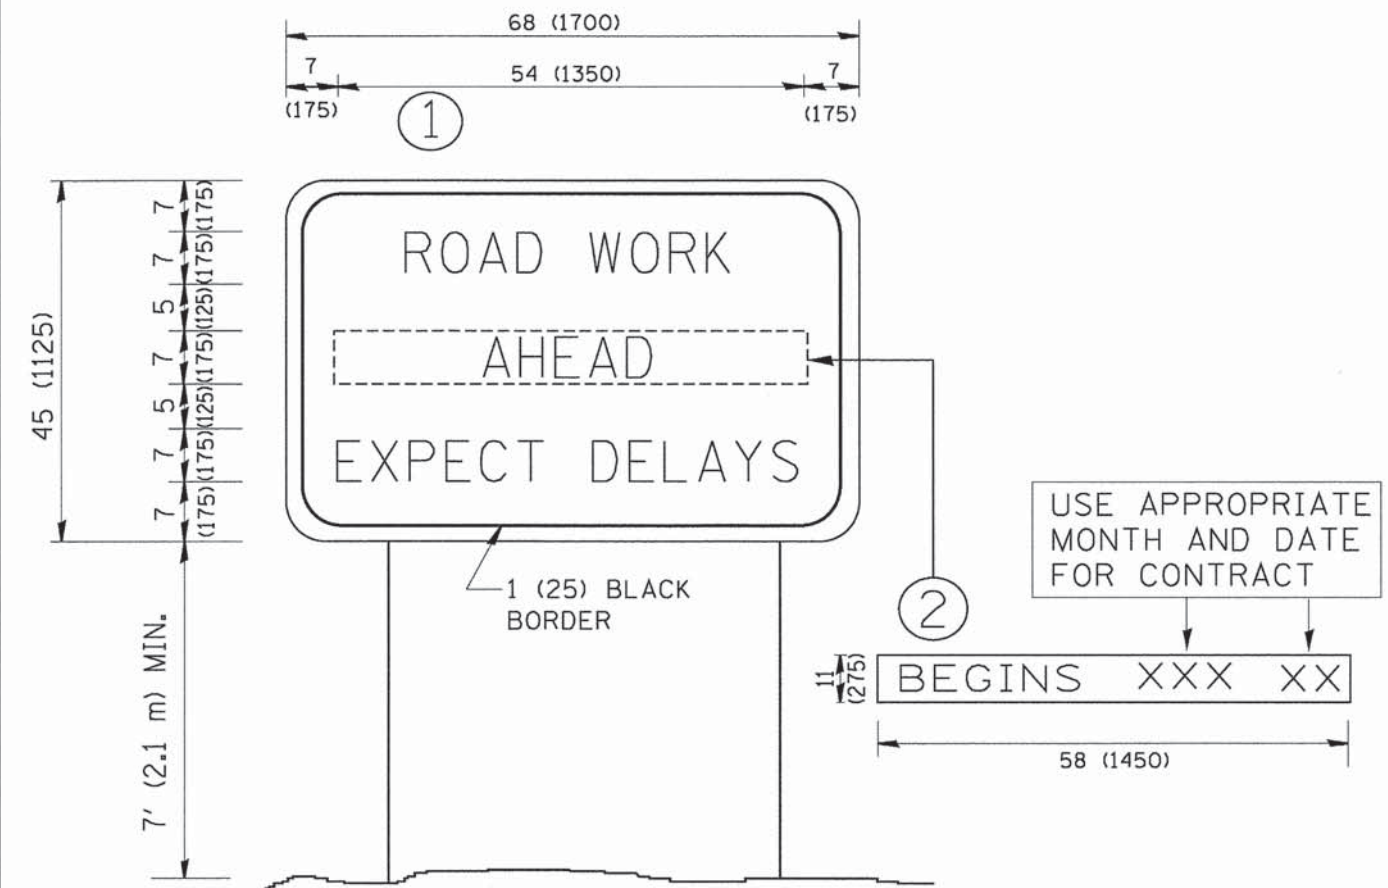 68 (1700)
7
54 (1350)
7
(175)
(175)
1
45 (1125)
7
(175)
7
(175)
5
(125)
7
(175)
5
(125)
7
(175)
7
(175)
ROAD WORK
AHEAD
EXPECT DELAYS
1 (25) BLACK
BORDER
7' (2.1 m) MIN.
USE APPROPRIATE
MONTH AND DATE
FOR CONTRACT
2
11
(275)
BEGINS XXX XX
58 (1450)